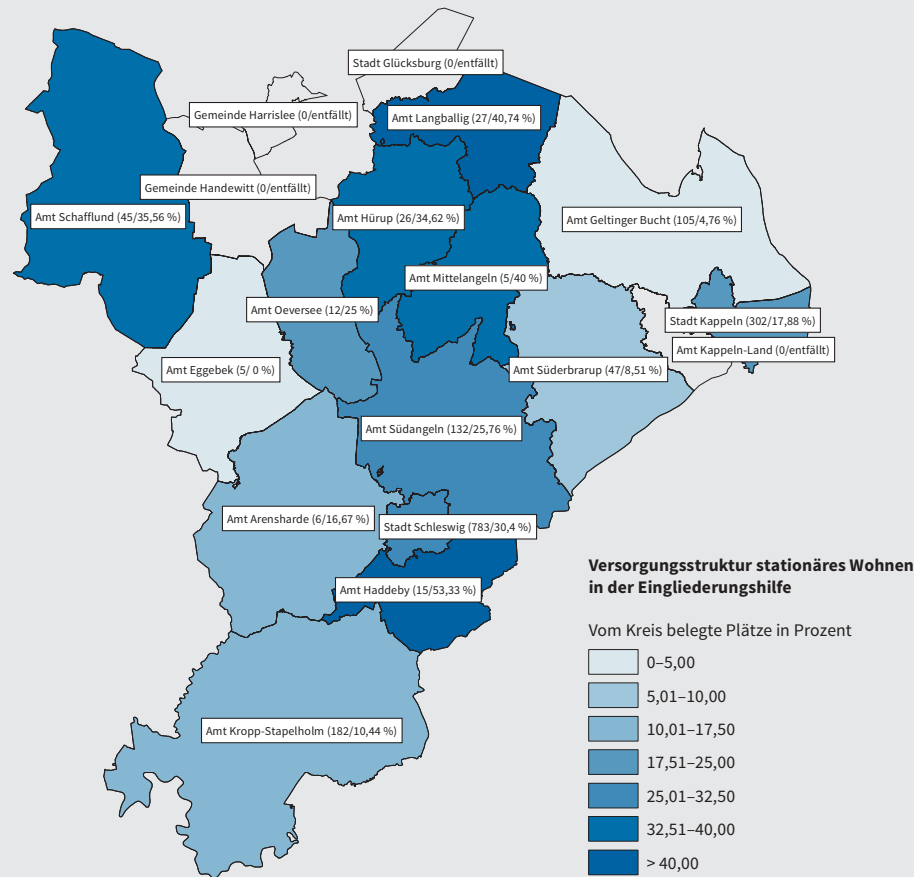 Stadt Glücksburg (0/entfällt)
Gemeinde Harrislee (0/entfällt)
Amt Langballig (27/40,74 %)
Gemeinde Handewitt (0/entfällt)
Amt Schafflund (45/35,56 %)
Amt Hürup (26/34,62 %)
Amt Geltinger Bucht (105/4,76 %)
Amt Mittelangeln (5/40 %)
Amt Oeversee (12/25 %)
Stadt Kappeln (302/17,88 %)
Amt Kappeln-Land (0/entfällt)
Amt Eggebek (5/ 0 %)
Amt Süderbrarup (47/8,51 %)
Amt Südangeln (132/25,76 %)
Amt Arensharde (6/16,67 %)
Stadt Schleswig (783/30,4 %)
Amt Haddeby (15/53,33 %)
Amt Kropp-Stapelholm (182/10,44 %)
Versorgungsstruktur stationäres Wohnen
in der Eingliederungshilfe
Vom Kreis belegte Plätze in Prozent
0–5,00
5,01–10,00
10,01–17,50
17,51–25,00
25,01–32,50
32,51–40,00
> 40,00